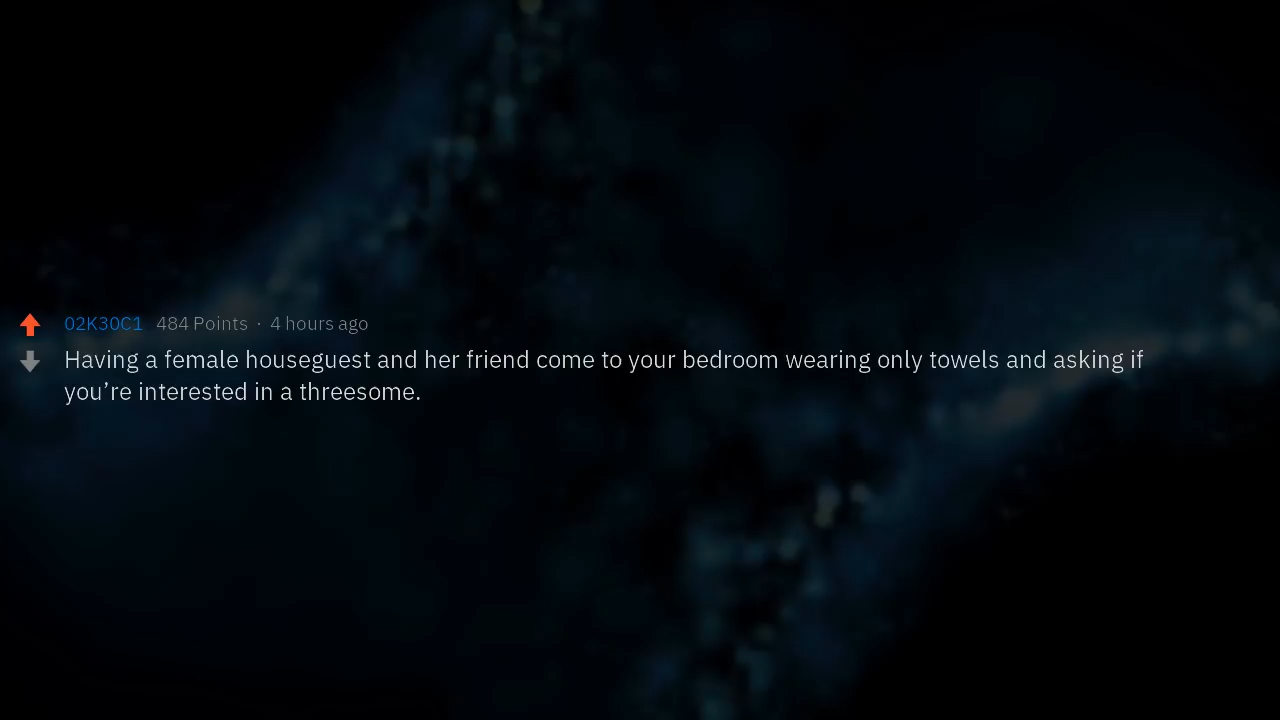 02K30C1 484 Points · 4 hours ago
Having a female houseguest and her friend come to your bedroom wearing only towels and asking if
you’re interested in a threesome.